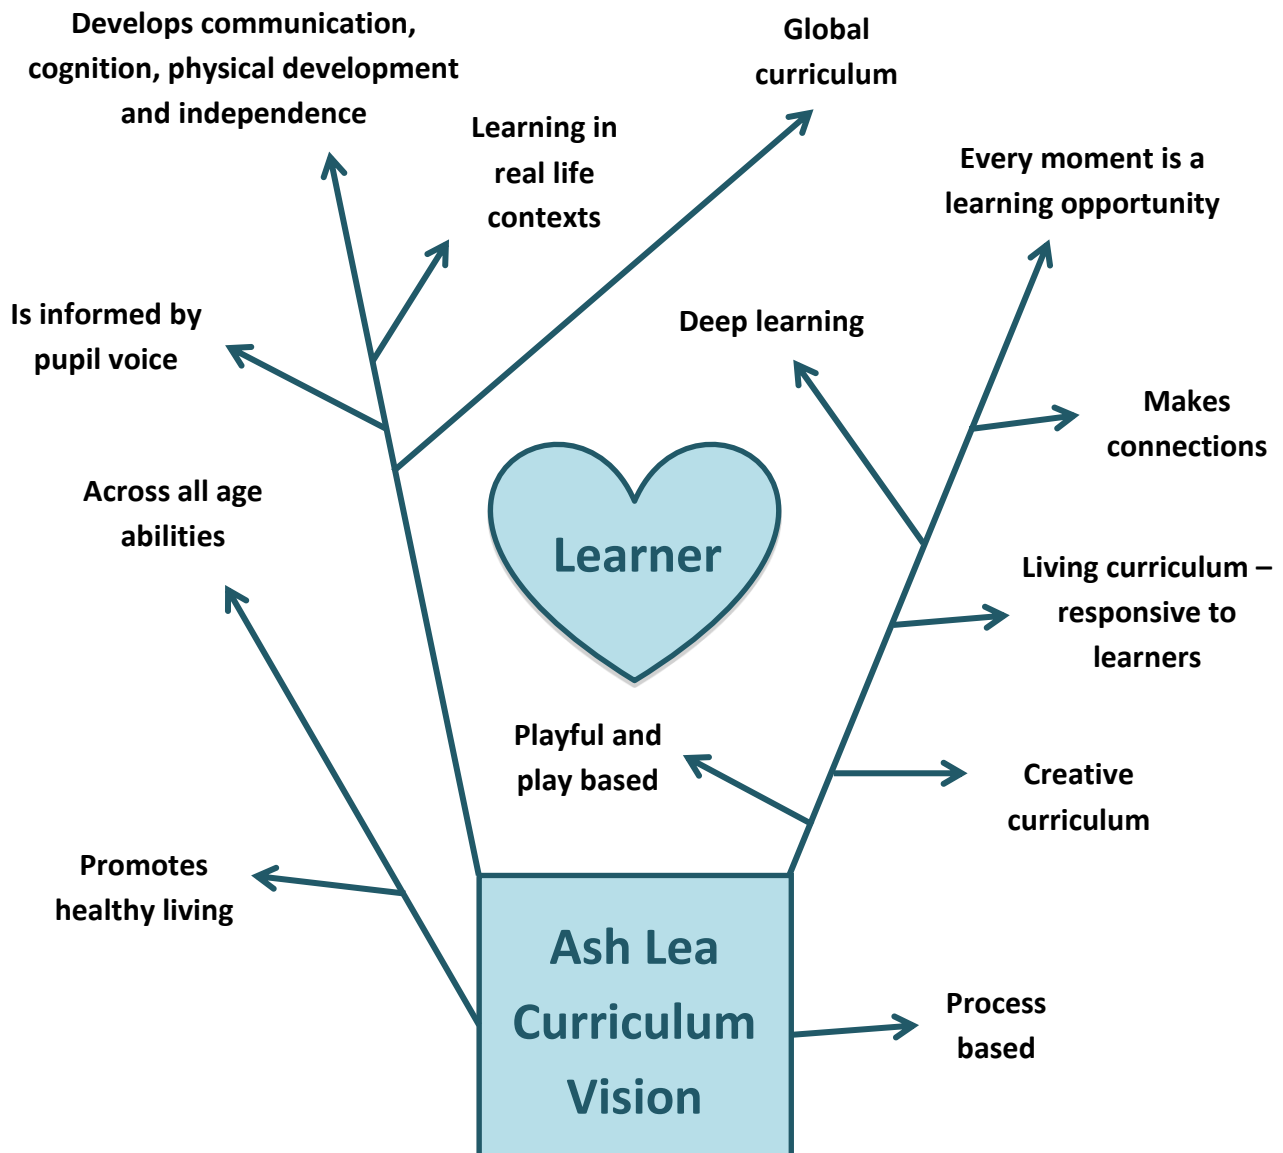 Develops communication,
cognition, physical development
and independence
Global
curriculum
Learning in
real life
contexts
Every moment is a
learning opportunity
Is informed by
pupil voice
Deep learning
Makes
connections
Across all age
abilities
Learner
Living curriculum –
responsive to
learners
Playful and
play based
Creative
curriculum
Promotes
healthy living
Ash Lea
Curriculum
Vision
Process
based